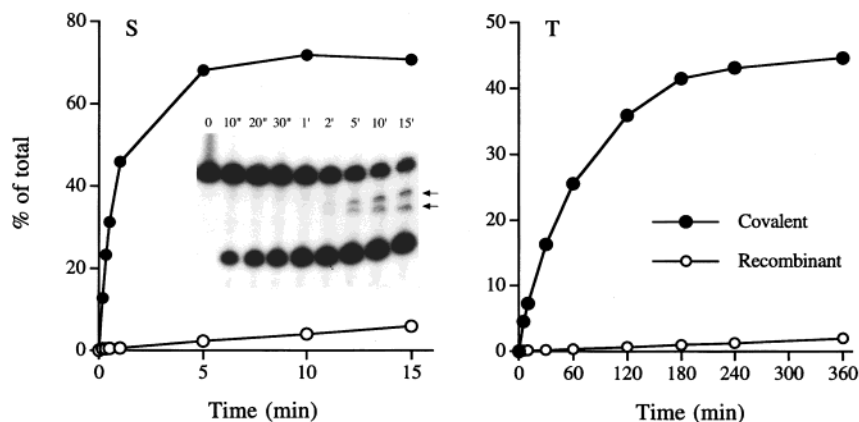 S
80
60
40
20
0
% of total
0 10" 20" 30" 1' 2' 5' 10' 15'
0 5 10 15
Time (min)
T
50
40
30
20
10
0
Covalent
Recombinant
0 60 120 180 240 300 360
Time (min)